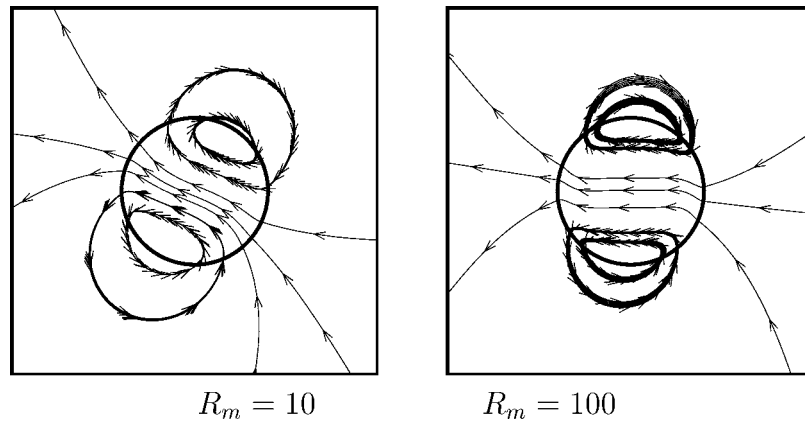 $R_m = 10$ $R_m = 100$